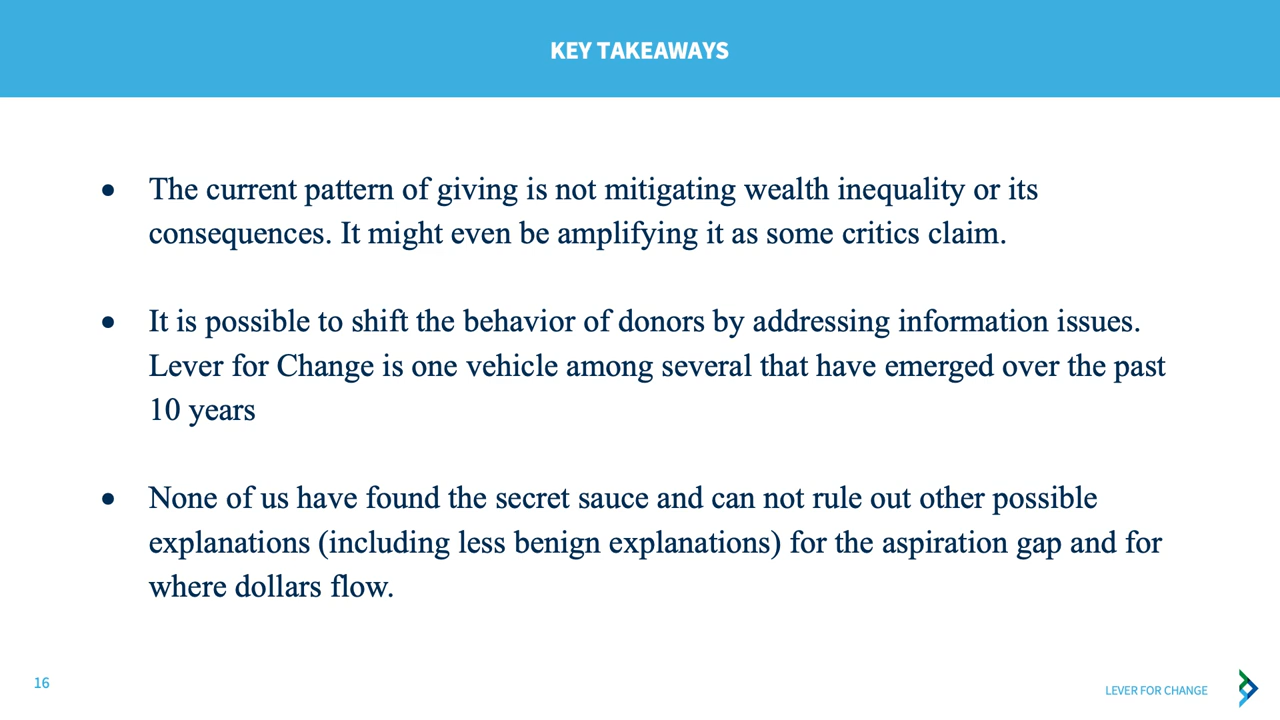 KEY TAKEAWAYS
• The current pattern of giving is not mitigating wealth inequality or its
consequences. It might even be amplifying it as some critics claim.
• It is possible to shift the behavior of donors by addressing information issues.
Lever for Change is one vehicle among several that have emerged over the past
10 years
• None of us have found the secret sauce and can not rule out other possible
explanations (including less benign explanations) for the aspiration gap and for
where dollars flow.
16
LEVER FOR CHANGE